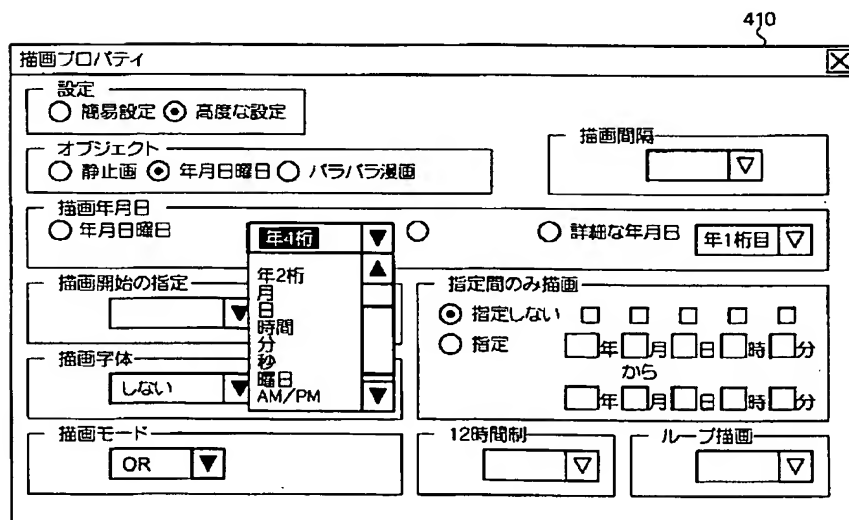 410
描画プロパティ
設定
簡易設定 高度な設定
オブジェクト
静止画 年月日曜日 パラパラ漫画
描画間隔
描画年月日
年月日曜日 年4桁 詳細な年月日 年1桁目
年2桁
月
日
時間
分
秒
曜日
AM/PM
描画開始の指定
描画字体
しない
指定間のみ描画
指定しない
指定 年 月 日 時 分
から
年 月 日 時 分
描画モード
OR
12時間制
ループ描画